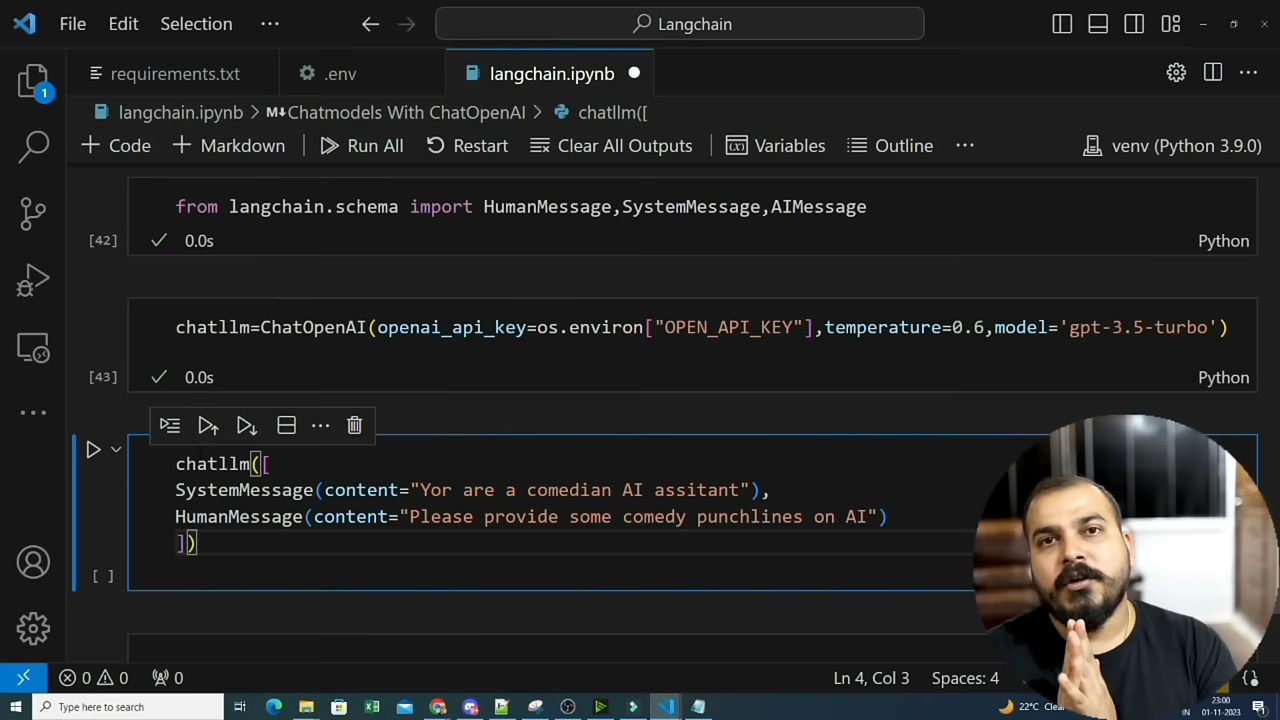 File Edit Selection ··· Langchain
requirements.txt .env langchain.ipynb
langchain.ipynb > M↓Chatmodels With ChatOpenAI > chatllm([
+ Code + Markdown Run All Restart Clear All Outputs Variables Outline ··· venv (Python 3.9.0)
1
from langchain.schema import HumanMessage,SystemMessage,AIMessage
[42] 0.0s Python
chatllm=ChatOpenAI(openai_api_key=os.environ["OPEN_API_KEY"],temperature=0.6,model='gpt-3.5-turbo')
[43] 0.0s Python
chatllm([
SystemMessage(content="Yor are a comedian AI assitant"),
HumanMessage(content="Please provide some comedy punchlines on AI")
])
[ ]
0 0 0 Ln 4, Col 3 Spaces: 4
Type here to search 22°C 23:00
IN 01-11-2023